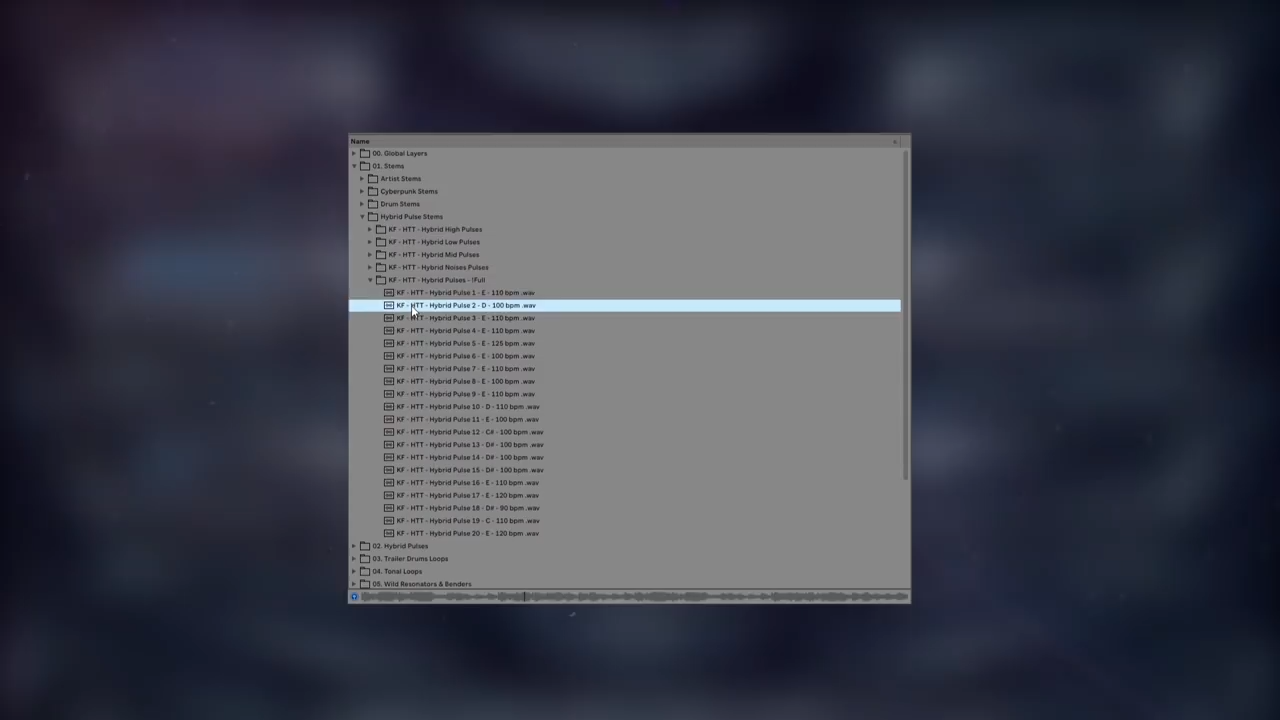 Name
00. Global Layers
01. Stems
Artist Stems
Cyberpunk Stems
Drum Stems
Hybrid Pulse Stems
KF - HTT - Hybrid High Pulses
KF - HTT - Hybrid Low Pulses
KF - HTT - Hybrid Mid Pulses
KF - HTT - Hybrid Noises Pulses
KF - HTT - Hybrid Pulses - !Full
KF - HTT - Hybrid Pulse 1 - E - 110 bpm .wav
KF - HTT - Hybrid Pulse 2 - D - 100 bpm .wav
KF - HTT - Hybrid Pulse 3 - E - 110 bpm .wav
KF - HTT - Hybrid Pulse 4 - E - 110 bpm .wav
KF - HTT - Hybrid Pulse 5 - E - 125 bpm .wav
KF - HTT - Hybrid Pulse 6 - E - 100 bpm .wav
KF - HTT - Hybrid Pulse 7 - E - 110 bpm .wav
KF - HTT - Hybrid Pulse 8 - E - 100 bpm .wav
KF - HTT - Hybrid Pulse 9 - E - 110 bpm .wav
KF - HTT - Hybrid Pulse 10 - D - 110 bpm .wav
KF - HTT - Hybrid Pulse 11 - E - 100 bpm .wav
KF - HTT - Hybrid Pulse 12 - C# - 100 bpm .wav
KF - HTT - Hybrid Pulse 13 - D# - 100 bpm .wav
KF - HTT - Hybrid Pulse 14 - D# - 100 bpm .wav
KF - HTT - Hybrid Pulse 15 - D# - 100 bpm .wav
KF - HTT - Hybrid Pulse 16 - E - 110 bpm .wav
KF - HTT - Hybrid Pulse 17 - E - 120 bpm .wav
KF - HTT - Hybrid Pulse 18 - D# - 90 bpm .wav
KF - HTT - Hybrid Pulse 19 - C - 110 bpm .wav
KF - HTT - Hybrid Pulse 20 - E - 120 bpm .wav
02. Hybrid Pulses
03. Trailer Drums Loops
04. Tonal Loops
05. Wild Resonators & Benders